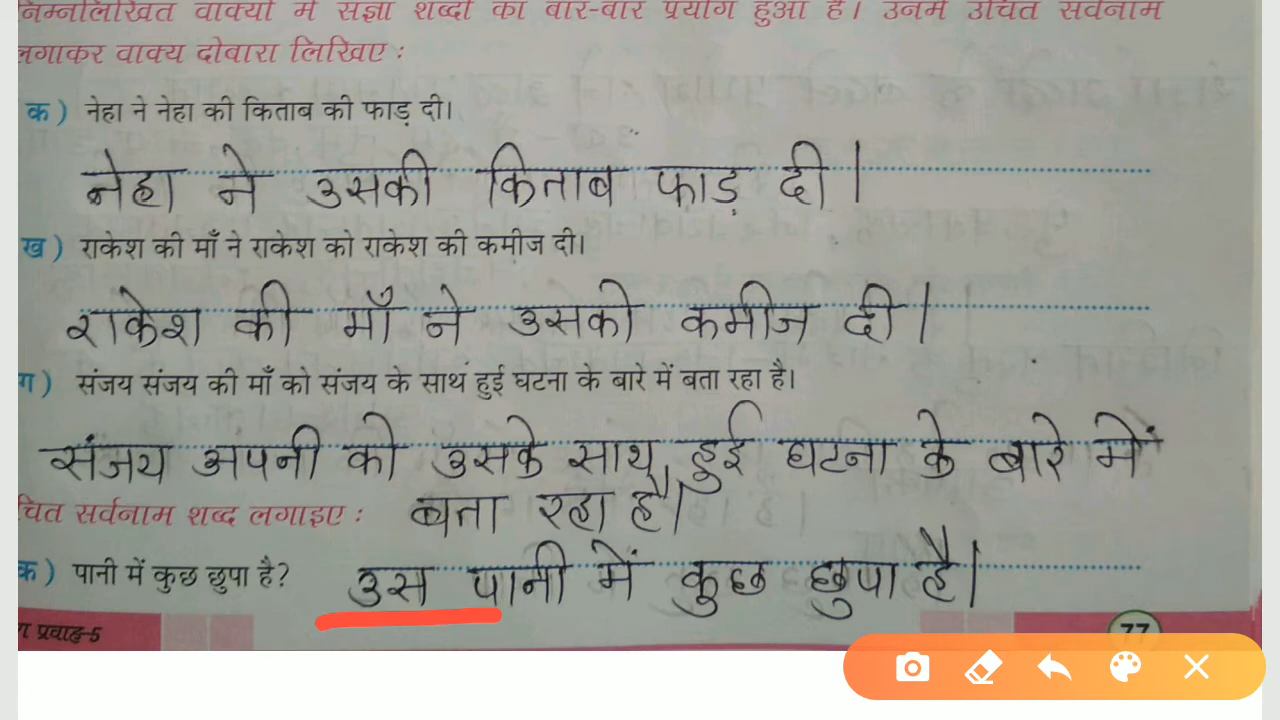 निम्नलिखित वाक्यों में संज्ञा शब्दों का बार-बार प्रयोग हुआ है। उनमें उचित सर्वनाम
लगाकर वाक्य दोबारा लिखिए :
क) नेहा ने नेहा की किताब की फाड़ दी।
नेहा ने उसकी किताब फाड़ दी।
ख) राकेश की माँ ने राकेश को राकेश की कमीज दी।
राकेश की माँ ने उसको कमीज दी।
ग) संजय संजय की माँ को संजय के साथं हुई घटना के बारे में बता रहा है।
संजय अपनी को उसके साथ हुई घटना के बारे में
बता रहा है।
चित सर्वनाम शब्द लगाइए :
क) पानी में कुछ छुपा है? उस पानी में कुछ छुपा है।
प्रवाह-5 77